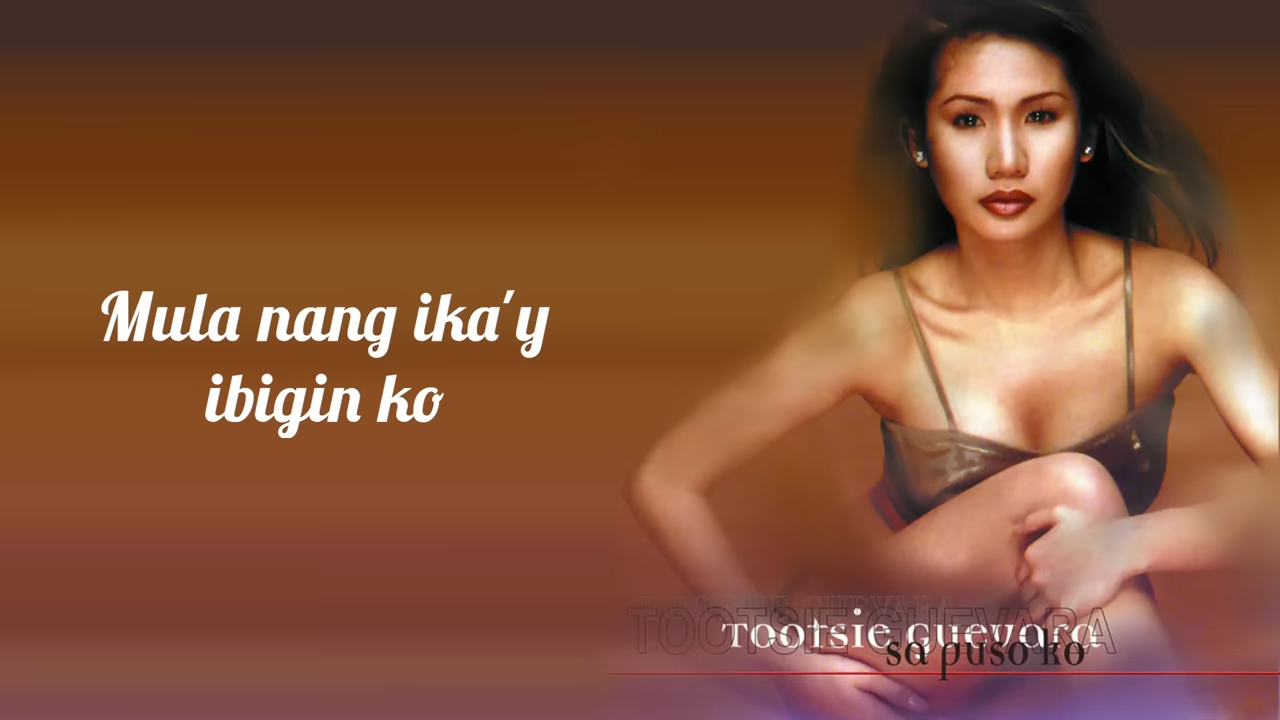 Mula nang ika'y
ibigin ko
TOOTSIE GUEVARA
Tootsie Guevara
sa puso ko